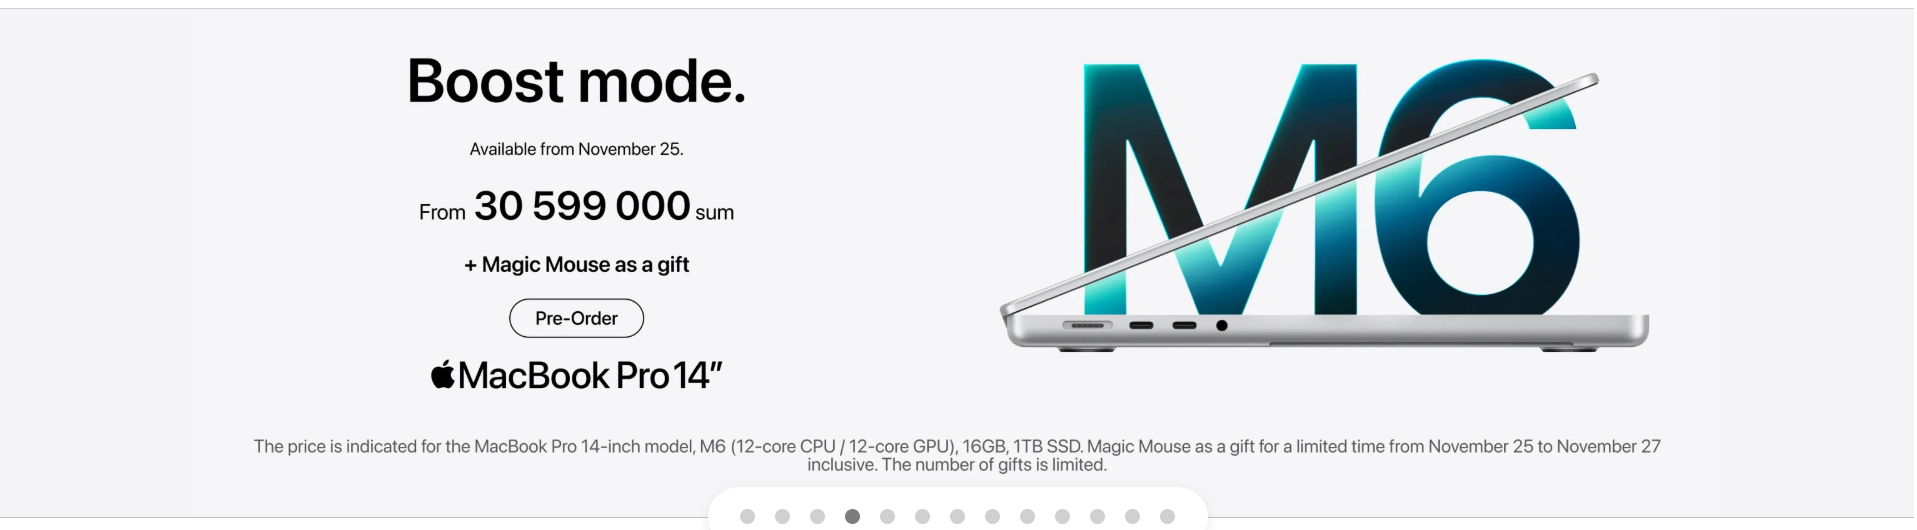 Boost mode.
Available from November 25.
From 30 599 000 sum
+ Magic Mouse as a gift
Pre-Order
MacBook Pro 14”
M6
The price is indicated for the MacBook Pro 14-inch model, M6 (12-core CPU / 12-core GPU), 16GB, 1TB SSD. Magic Mouse as a gift for a limited time from November 25 to November 27
inclusive. The number of gifts is limited.